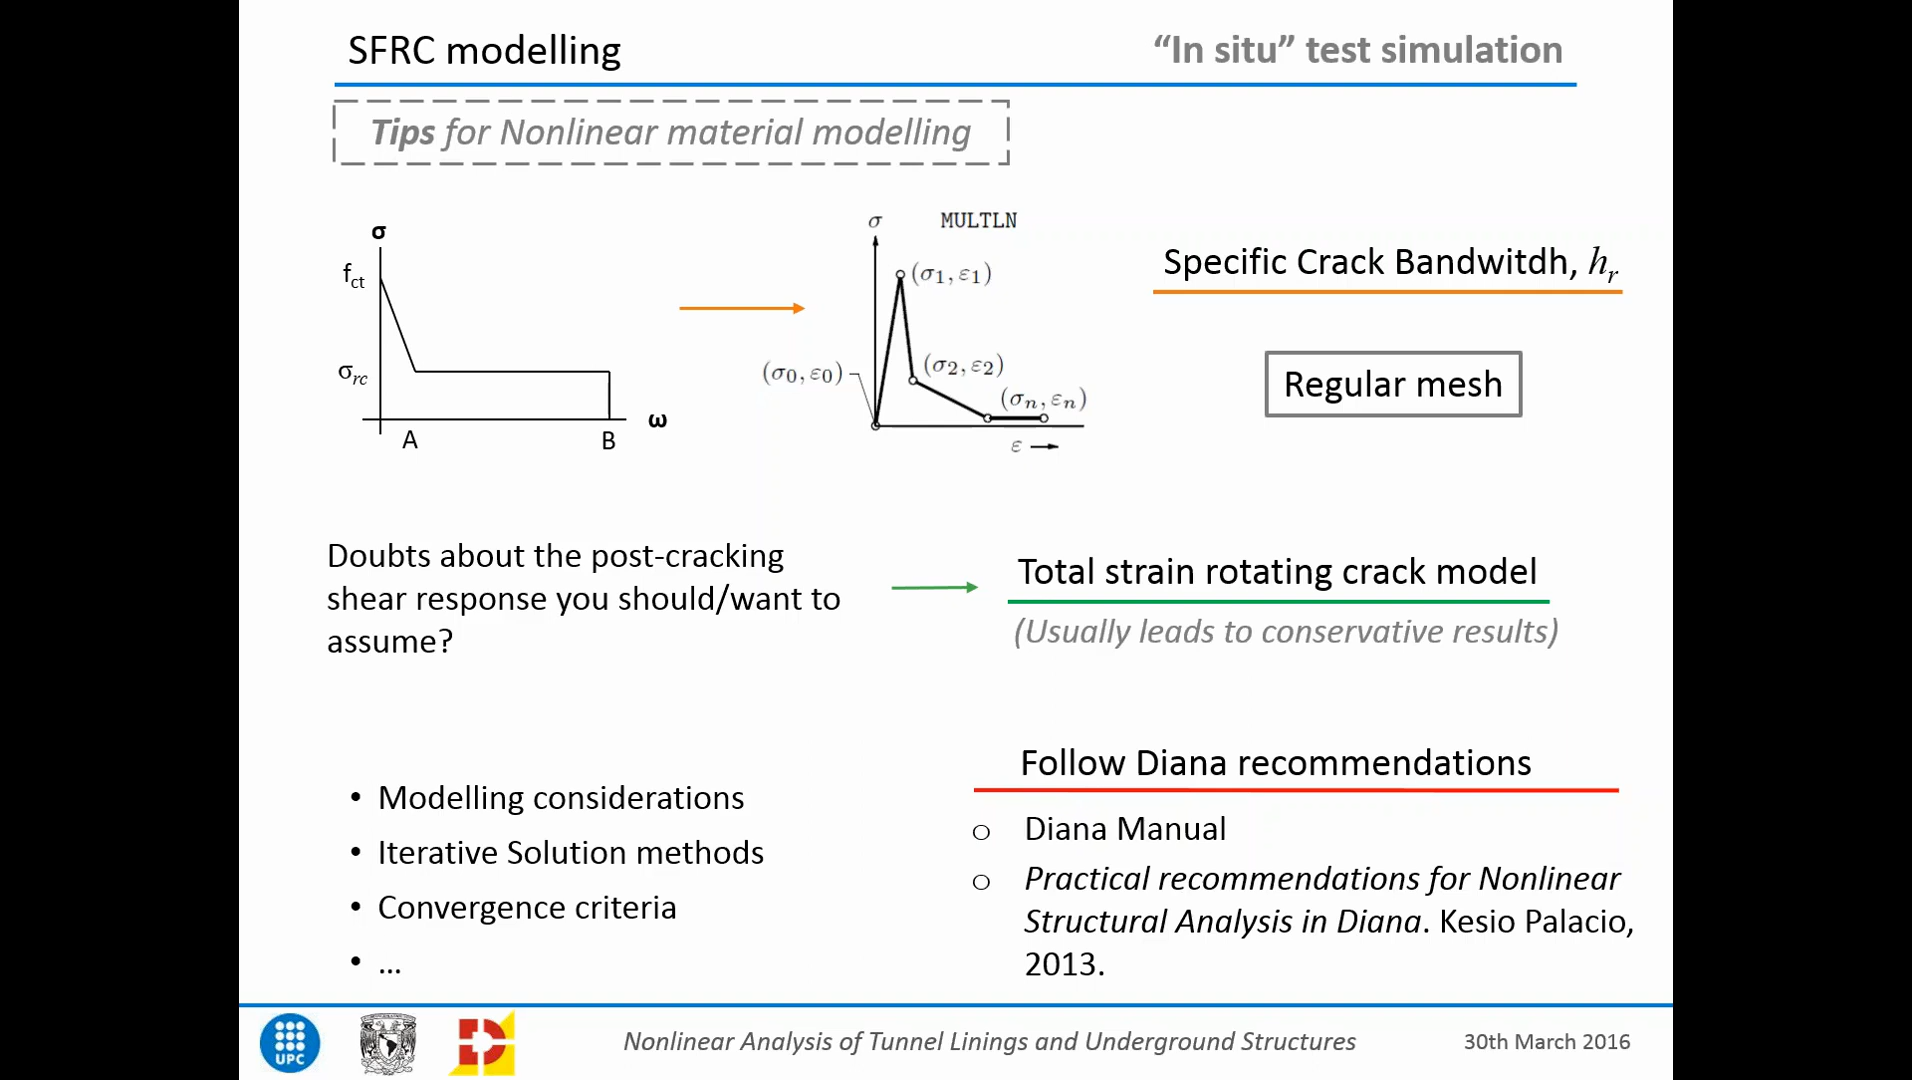 SFRC modelling
“In situ” test simulation
Tips for Nonlinear material modelling
σ
fct
σrc
A
B
ω
σ
MULTLN
(σ1, ε1)
(σ0, ε0)
(σ2, ε2)
(σn, εn)
ε
Specific Crack Bandwitdh, hr
Regular mesh
Doubts about the post-cracking
shear response you should/want to
assume?
Total strain rotating crack model
(Usually leads to conservative results)
• Modelling considerations
• Iterative Solution methods
• Convergence criteria
• ...
Follow Diana recommendations
o Diana Manual
o Practical recommendations for Nonlinear
Structural Analysis in Diana. Kesio Palacio,
2013.
UPC
Nonlinear Analysis of Tunnel Linings and Underground Structures
30th March 2016